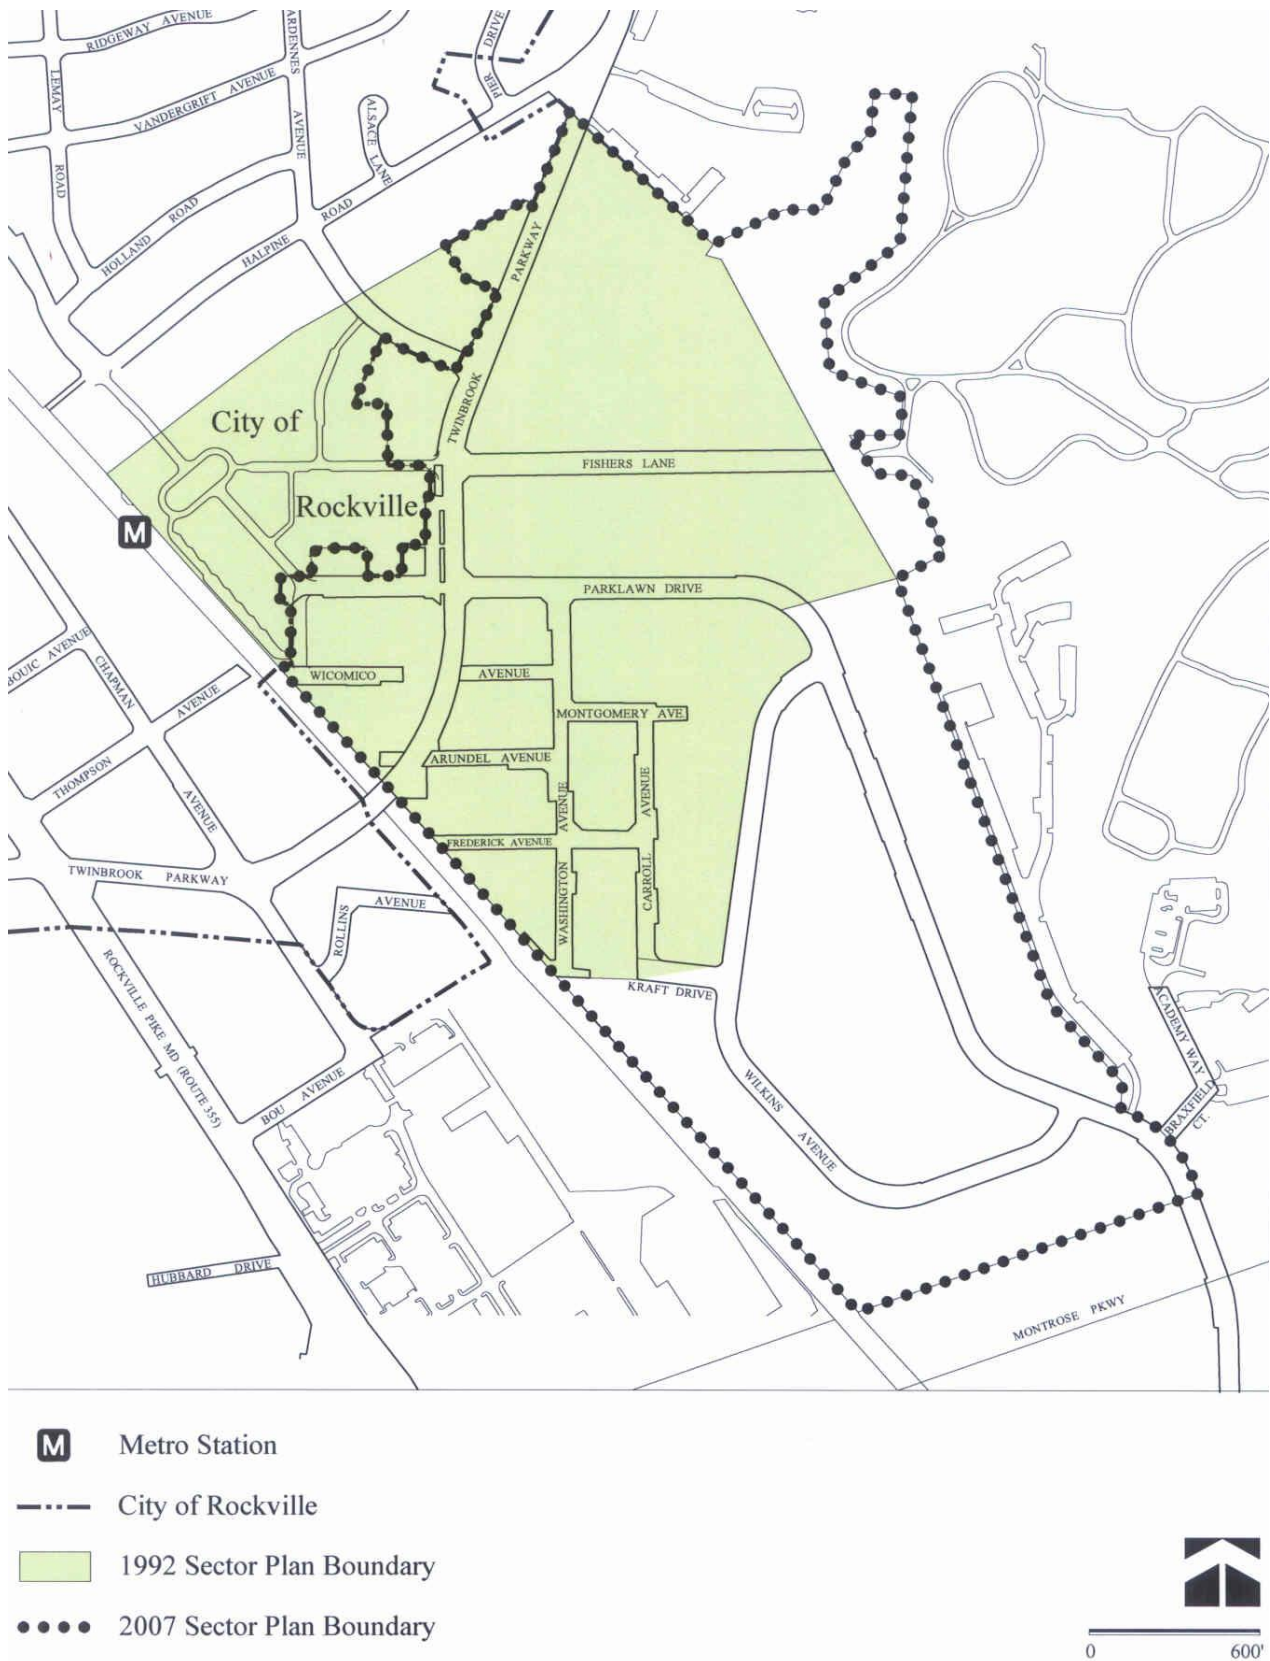 RIDGEWAY AVENUE
ARDENNES
AVENUE
PIER DRIVE
LEMAY
ROAD
VANDERGRIFT AVENUE
ALSACE LANE
HOLLAND ROAD
HALPINE ROAD
TWINBROOK PARKWAY
City of
Rockville
FISHERS LANE
M
PARKLAWN DRIVE
BOUIC AVENUE
CHAPMAN
AVENUE
WICOMICO
AVENUE
THOMPSON
AVENUE
MONTGOMERY AVE
ARUNDEL AVENUE
FREDERICK AVENUE
WASHINGTON
AVENUE
CARROLL
AVENUE
TWINBROOK PARKWAY
ROLLINS
AVENUE
ROCKVILLE PIKE MD (ROUTE 355)
KRAFT DRIVE
ACADEMY WAY
BRAXFIELD
CT.
WILKINS
AVENUE
BOU AVENUE
HUBBARD DRIVE
MONTROSE PKWY
M Metro Station
City of Rockville
1992 Sector Plan Boundary
2007 Sector Plan Boundary
0 600'